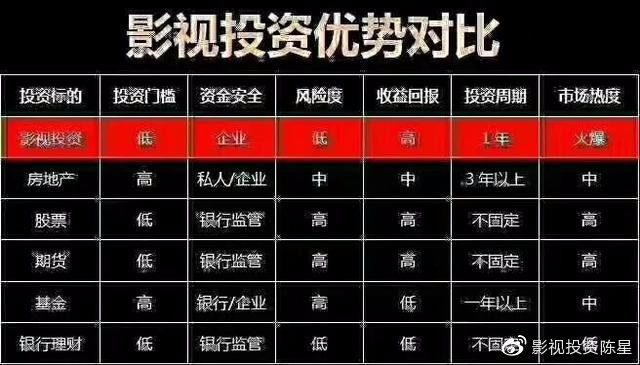 影视投资优势对比
投资标的 投资门槛 资金安全 风险度 收益回报 投资周期 市场热度
影视投资 低 企业 低 高 1年 火爆
房地产 高 私人/企业 中 中 3年以上 中
股票 低 银行监管 高 高 不固定 高
期货 低 银行监管 高 高 不固定 高
基金 高 银行/企业 高 低 一年以上 中
银行理财 低 银行监管 低 低 不固 低
影视投资陈星